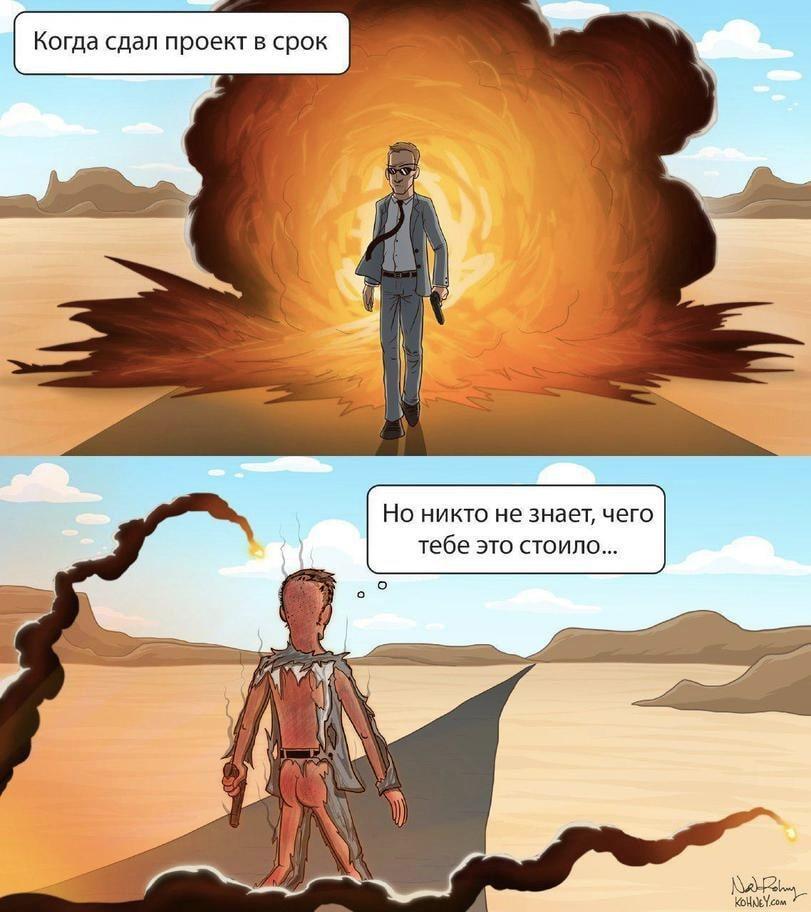 Когда сдал проект в срок
Но никто не знает, чего
тебе это стоило...
KOHNEY.COM